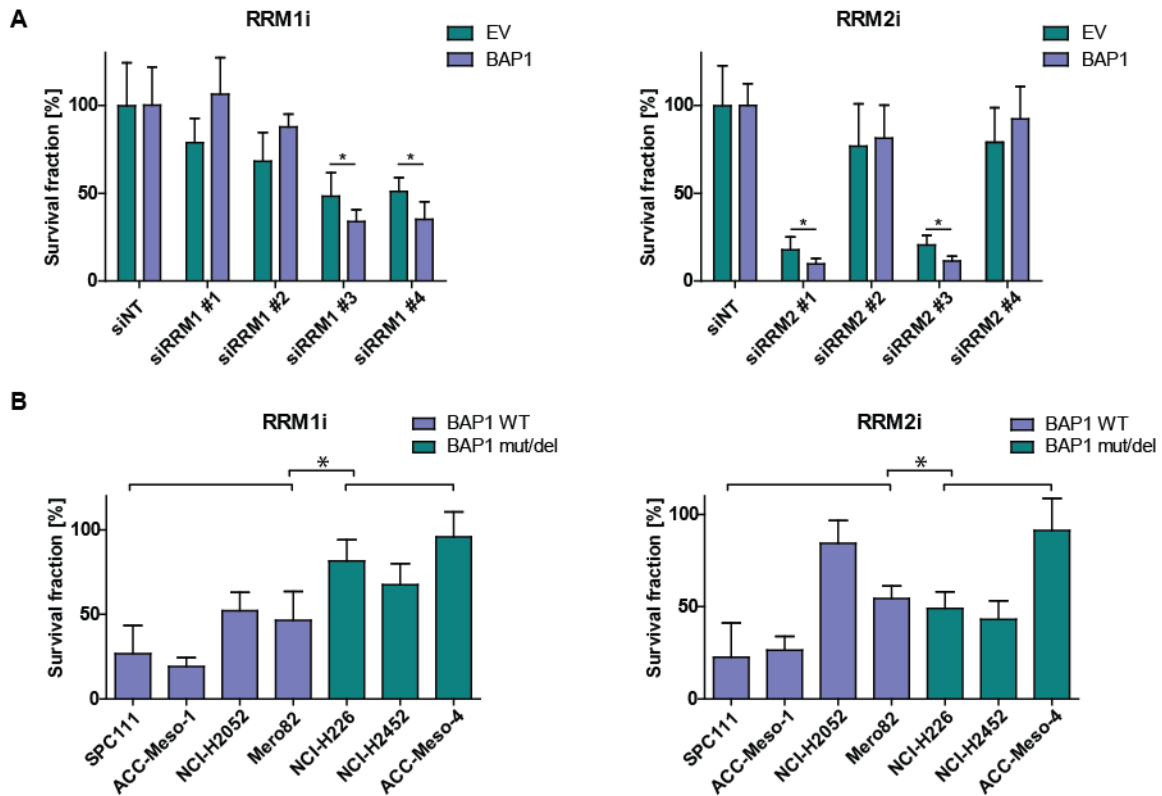 A
RRM1i
EV
BAP1
Survival fraction [%]
100
50
0
*
*
siNT
siRRM1 #1
siRRM1 #2
siRRM1 #3
siRRM1 #4
RRM2i
EV
BAP1
Survival fraction [%]
100
50
0
*
*
siNT
siRRM2 #1
siRRM2 #2
siRRM2 #3
siRRM2 #4
B
RRM1i
BAP1 WT
BAP1 mut/del
*
Survival fraction [%]
100
50
0
SPC111
ACC-Meso-1
NCI-H2052
Mero82
NCI-H226
NCI-H2452
ACC-Meso-4
RRM2i
BAP1 WT
BAP1 mut/del
*
Survival fraction [%]
100
50
0
SPC111
ACC-Meso-1
NCI-H2052
Mero82
NCI-H226
NCI-H2452
ACC-Meso-4